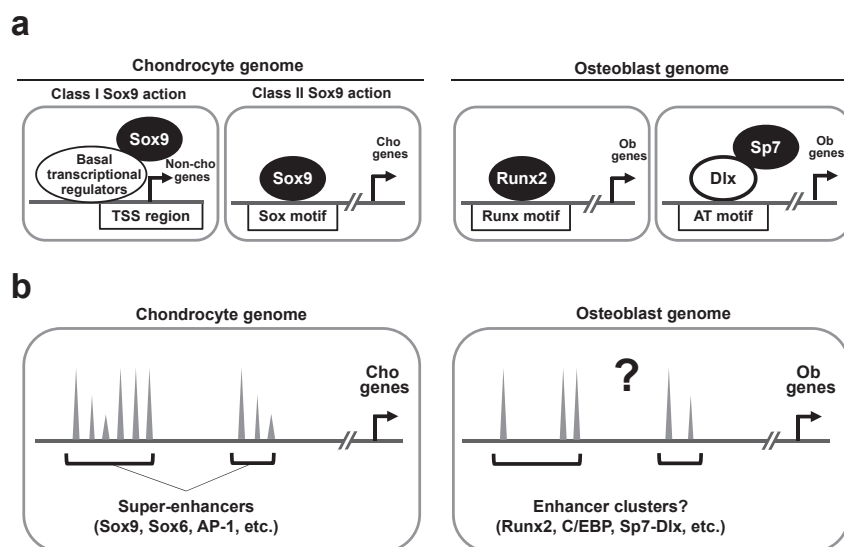 a
Chondrocyte genome
Osteoblast genome
Class I Sox9 action
Class II Sox9 action
Sox9
Basal
transcriptional
regulators
Non-cho
genes
TSS region
Sox9
Cho
genes
Sox motif
Runx2
Ob
genes
Runx motif
Sp7
Dlx
Ob
genes
AT motif
b
Chondrocyte genome
Osteoblast genome
Cho
genes
Super-enhancers
(Sox9, Sox6, AP-1, etc.)
?
Ob
genes
Enhancer clusters?
(Runx2, C/EBP, Sp7-Dlx, etc.)